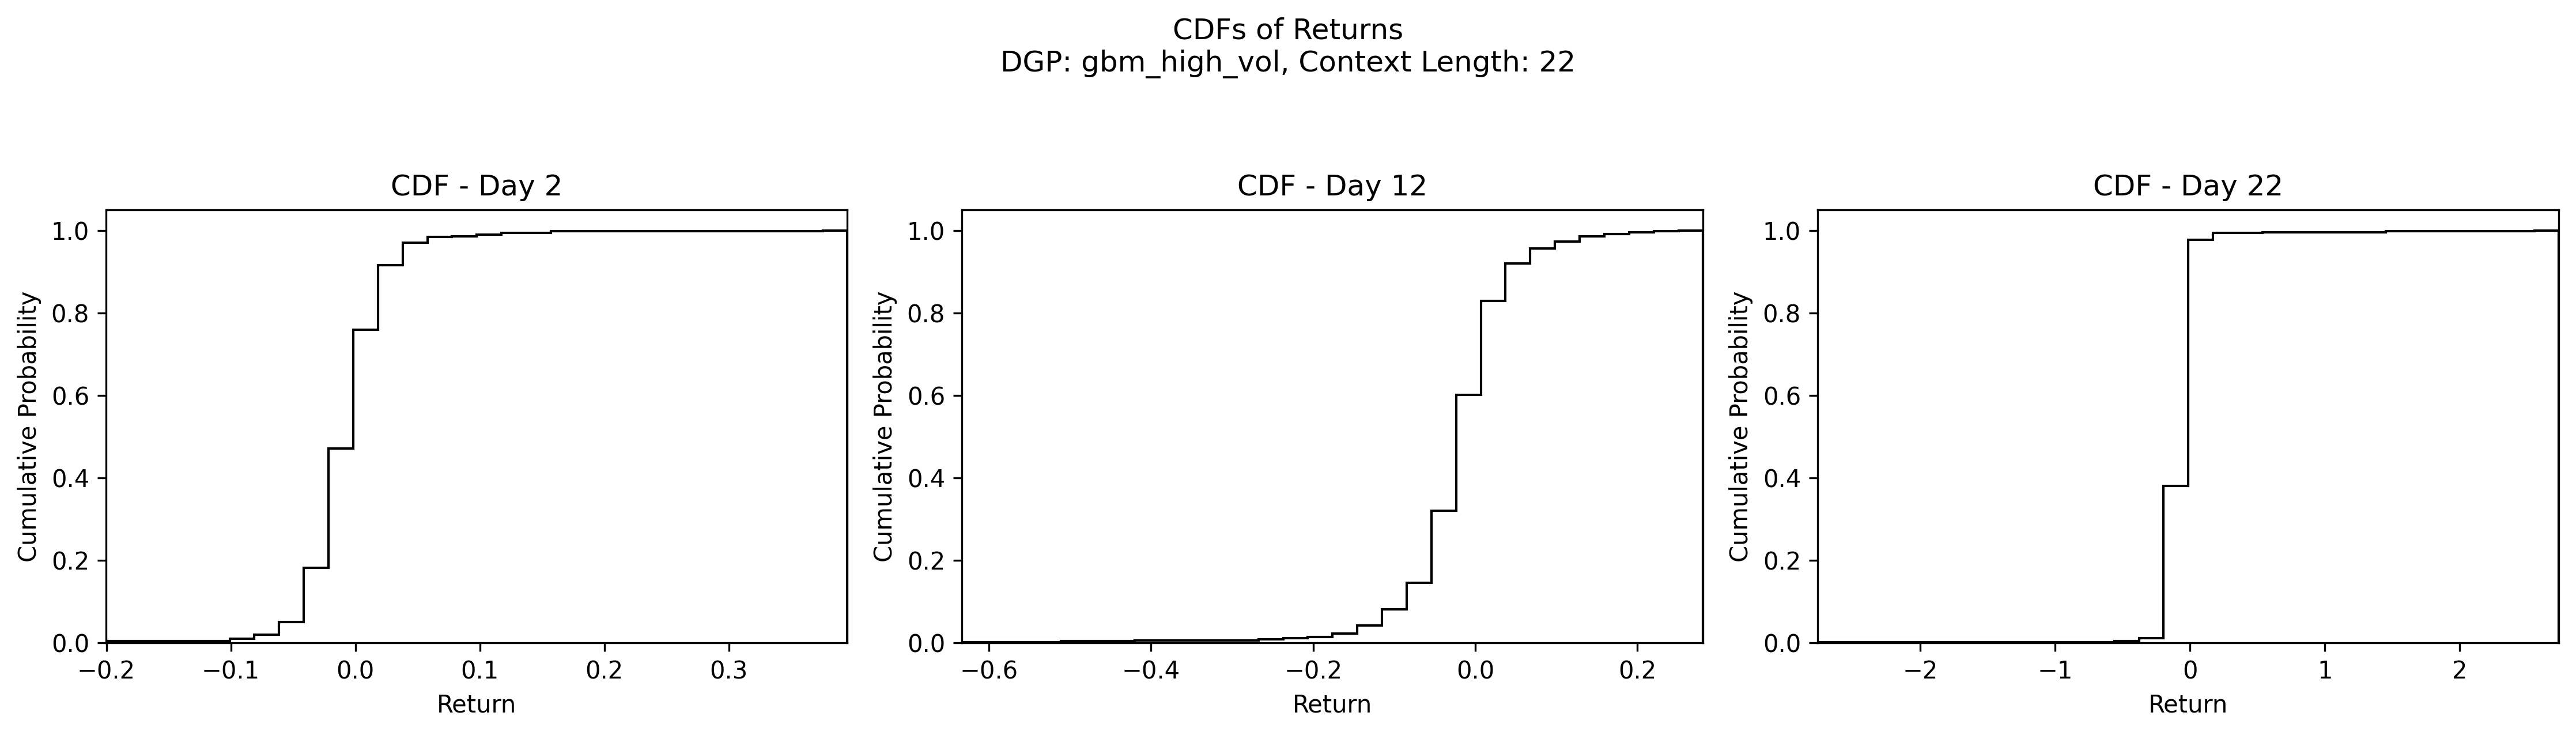 CDFs of Returns
DGP: gbm_high_vol, Context Length: 22
CDF - Day 2
1.0
0.8
0.6
0.4
0.2
0.0
Cumulative Probability
−0.2 −0.1 0.0 0.1 0.2 0.3
Return
CDF - Day 12
1.0
0.8
0.6
0.4
0.2
0.0
Cumulative Probability
−0.6 −0.4 −0.2 0.0 0.2
Return
CDF - Day 22
1.0
0.8
0.6
0.4
0.2
0.0
Cumulative Probability
−2 −1 0 1 2
Return